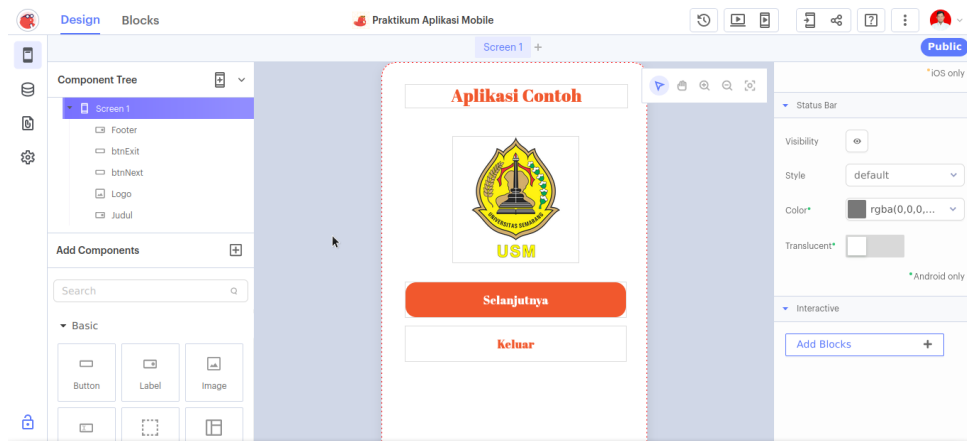 Design Blocks
Praktikum Aplikasi Mobile
Screen 1 +
Public
Component Tree
*iOS only
Screen 1
Footer
btnExit
btnNext
Logo
Judul
Add Components
Search
Basic
Button Label Image
Aplikasi Contoh
UNIVERSITAS SEMARANG
USM
Selanjutnya
Keluar
Status Bar
Visibility
Style default
Color* rgba(0,0,0,...
Translucent*
*Android only
Interactive
Add Blocks +